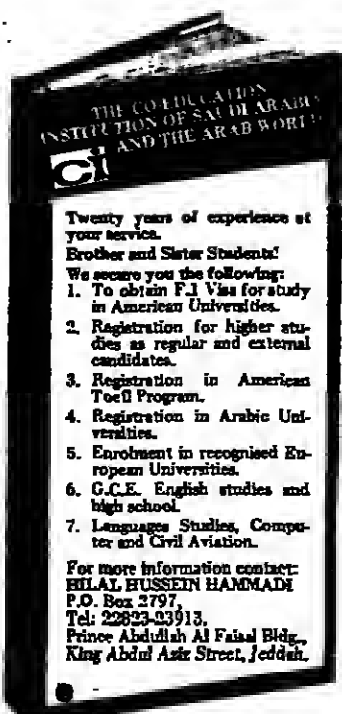 THE CO-EDUCATION
INSTITUTION OF SAUDI ARABIA
AND THE ARAB WORLD
Ci
Twenty years of experience at
your service.
Brother and Sister Students!
We secure you the following:
1. To obtain F.1 Visa for study
in American Universities.
2. Registration for higher stu-
dies as regular and external
candidates.
3. Registration in American
Toefl Program.
4. Registration in Arabic Uni-
versities.
5. Enrolment in recognised Eu-
ropean Universities.
6. G.C.E. English studies and
high school.
7. Languages Studies, Compu-
ter and Civil Aviation.
For more information contact:
HILAL HUSSEIN HAMMADI
P.O. Box 2797,
Tel: 22823-23913,
Prince Abdullah Al Faisal Bldg.,
King Abdul Aziz Street, Jeddah.